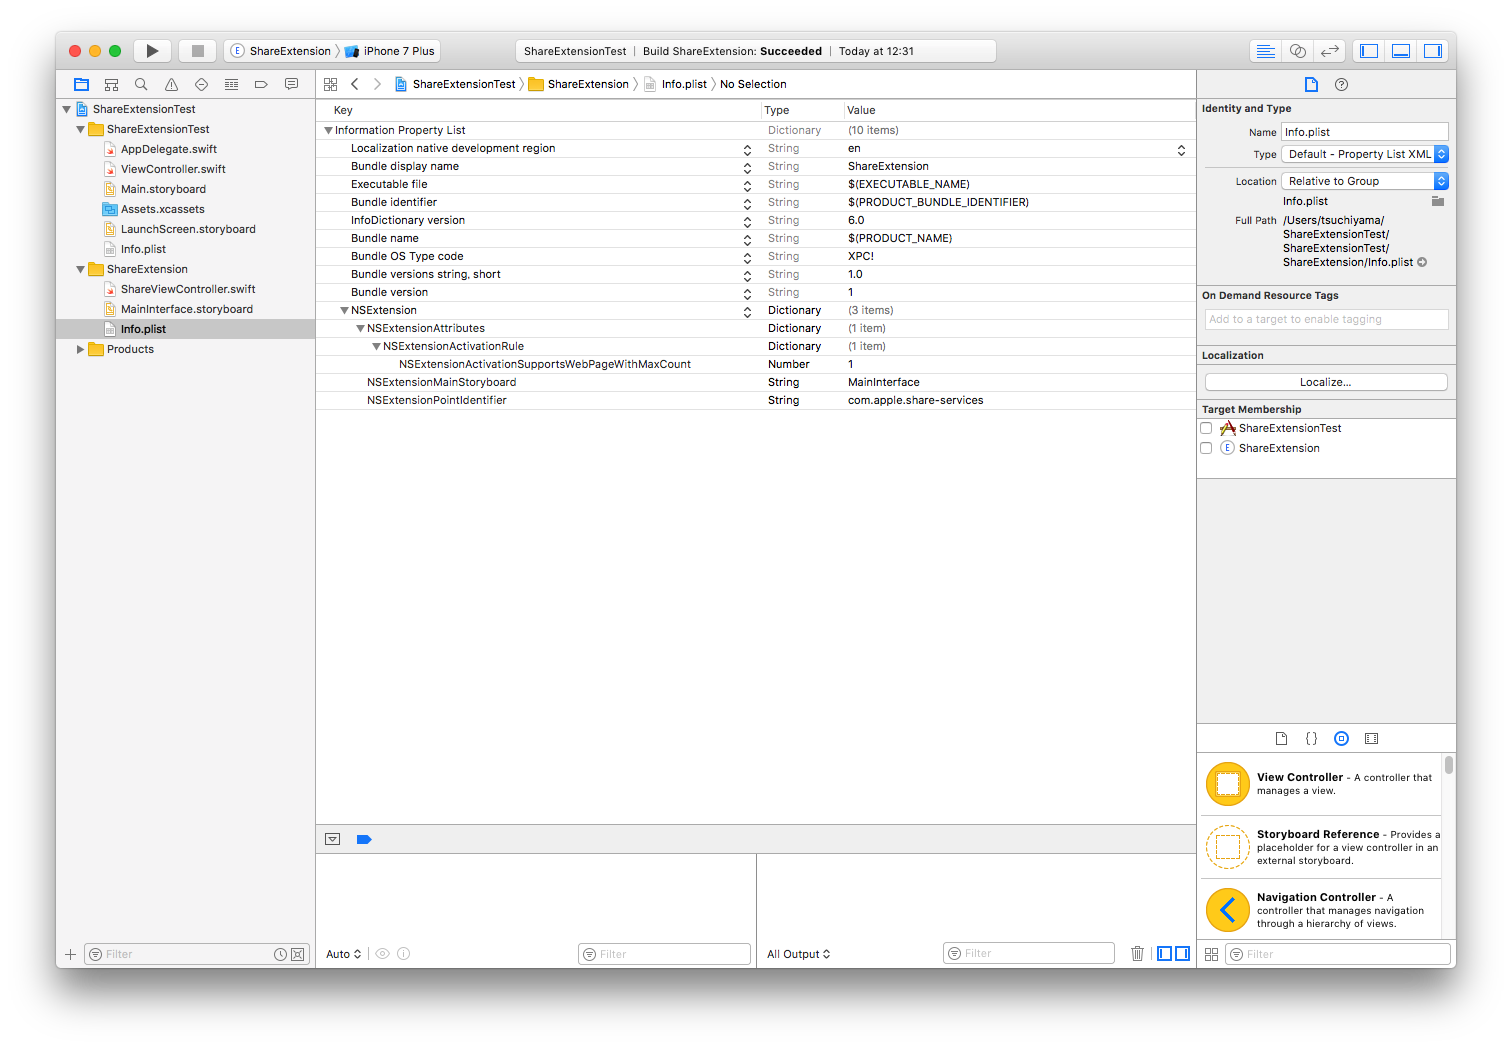 ShareExtension iPhone 7 Plus
ShareExtensionTest | Build ShareExtension: Succeeded | Today at 12:31
ShareExtensionTest ShareExtension Info.plist No Selection
ShareExtensionTest
ShareExtensionTest
AppDelegate.swift
ViewController.swift
Main.storyboard
Assets.xcassets
LaunchScreen.storyboard
Info.plist
ShareExtension
ShareViewController.swift
MainInterface.storyboard
Info.plist
Products
Filter
Key Type Value
Information Property List Dictionary (10 items)
Localization native development region String en
Bundle display name String ShareExtension
Executable file String $(EXECUTABLE_NAME)
Bundle identifier String $(PRODUCT_BUNDLE_IDENTIFIER)
InfoDictionary version String 6.0
Bundle name String $(PRODUCT_NAME)
Bundle OS Type code String XPC!
Bundle versions string, short String 1.0
Bundle version String 1
NSExtension Dictionary (3 items)
NSExtensionAttributes Dictionary (1 item)
NSExtensionActivationRule Dictionary (1 item)
NSExtensionActivationSupportsWebPageWithMaxCount Number 1
NSExtensionMainStoryboard String MainInterface
NSExtensionPointIdentifier String com.apple.share-services
Auto
Filter
All Output
Filter
Identity and Type
Name Info.plist
Type Default - Property List XML
Location Relative to Group
Info.plist
Full Path /Users/tsuchiyama/
ShareExtensionTest/
ShareExtensionTest/
ShareExtension/Info.plist
On Demand Resource Tags
Add to a target to enable tagging
Localization
Localize...
Target Membership
ShareExtensionTest
E ShareExtension
View Controller - A controller that
manages a view.
Storyboard Reference - Provides a
placeholder for a view controller in an
external storyboard.
Navigation Controller - A
controller that manages navigation
through a hierarchy of views.
Filter